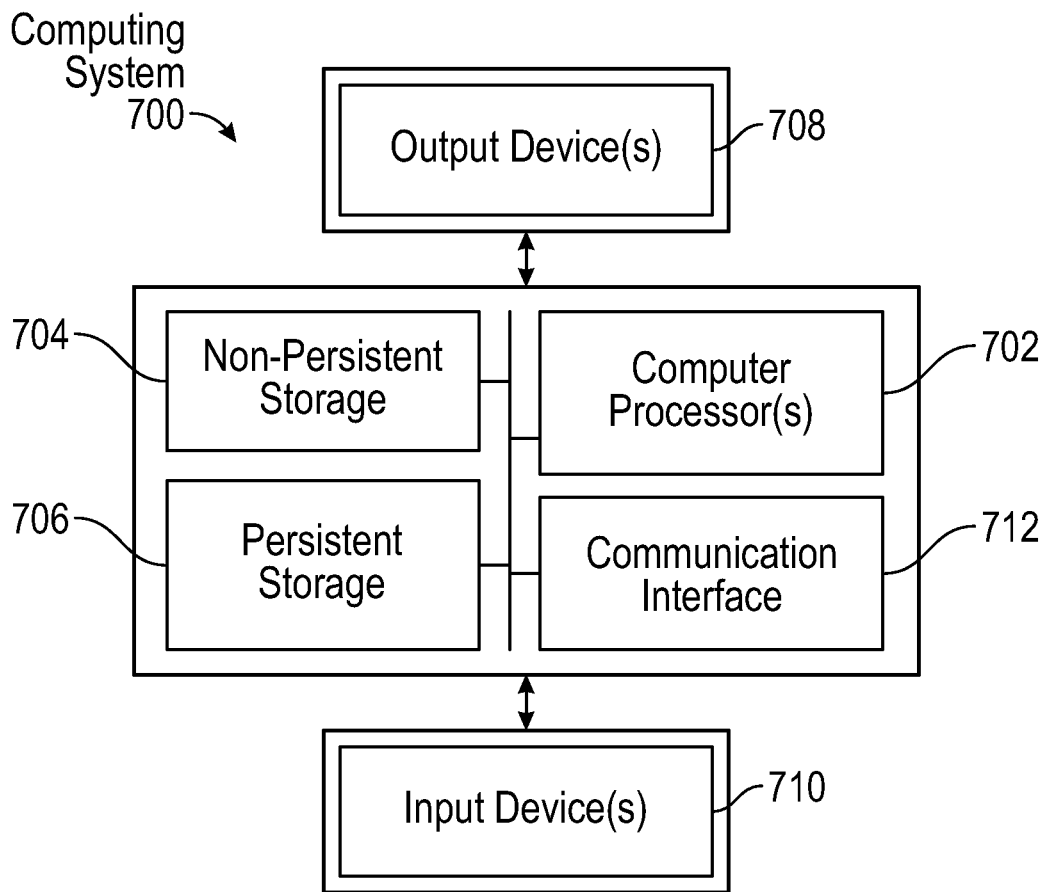 Computing
System
700
Output Device(s)
708
704
Non-Persistent
Storage
Computer
Processor(s)
702
706
Persistent
Storage
Communication
Interface
712
Input Device(s)
710